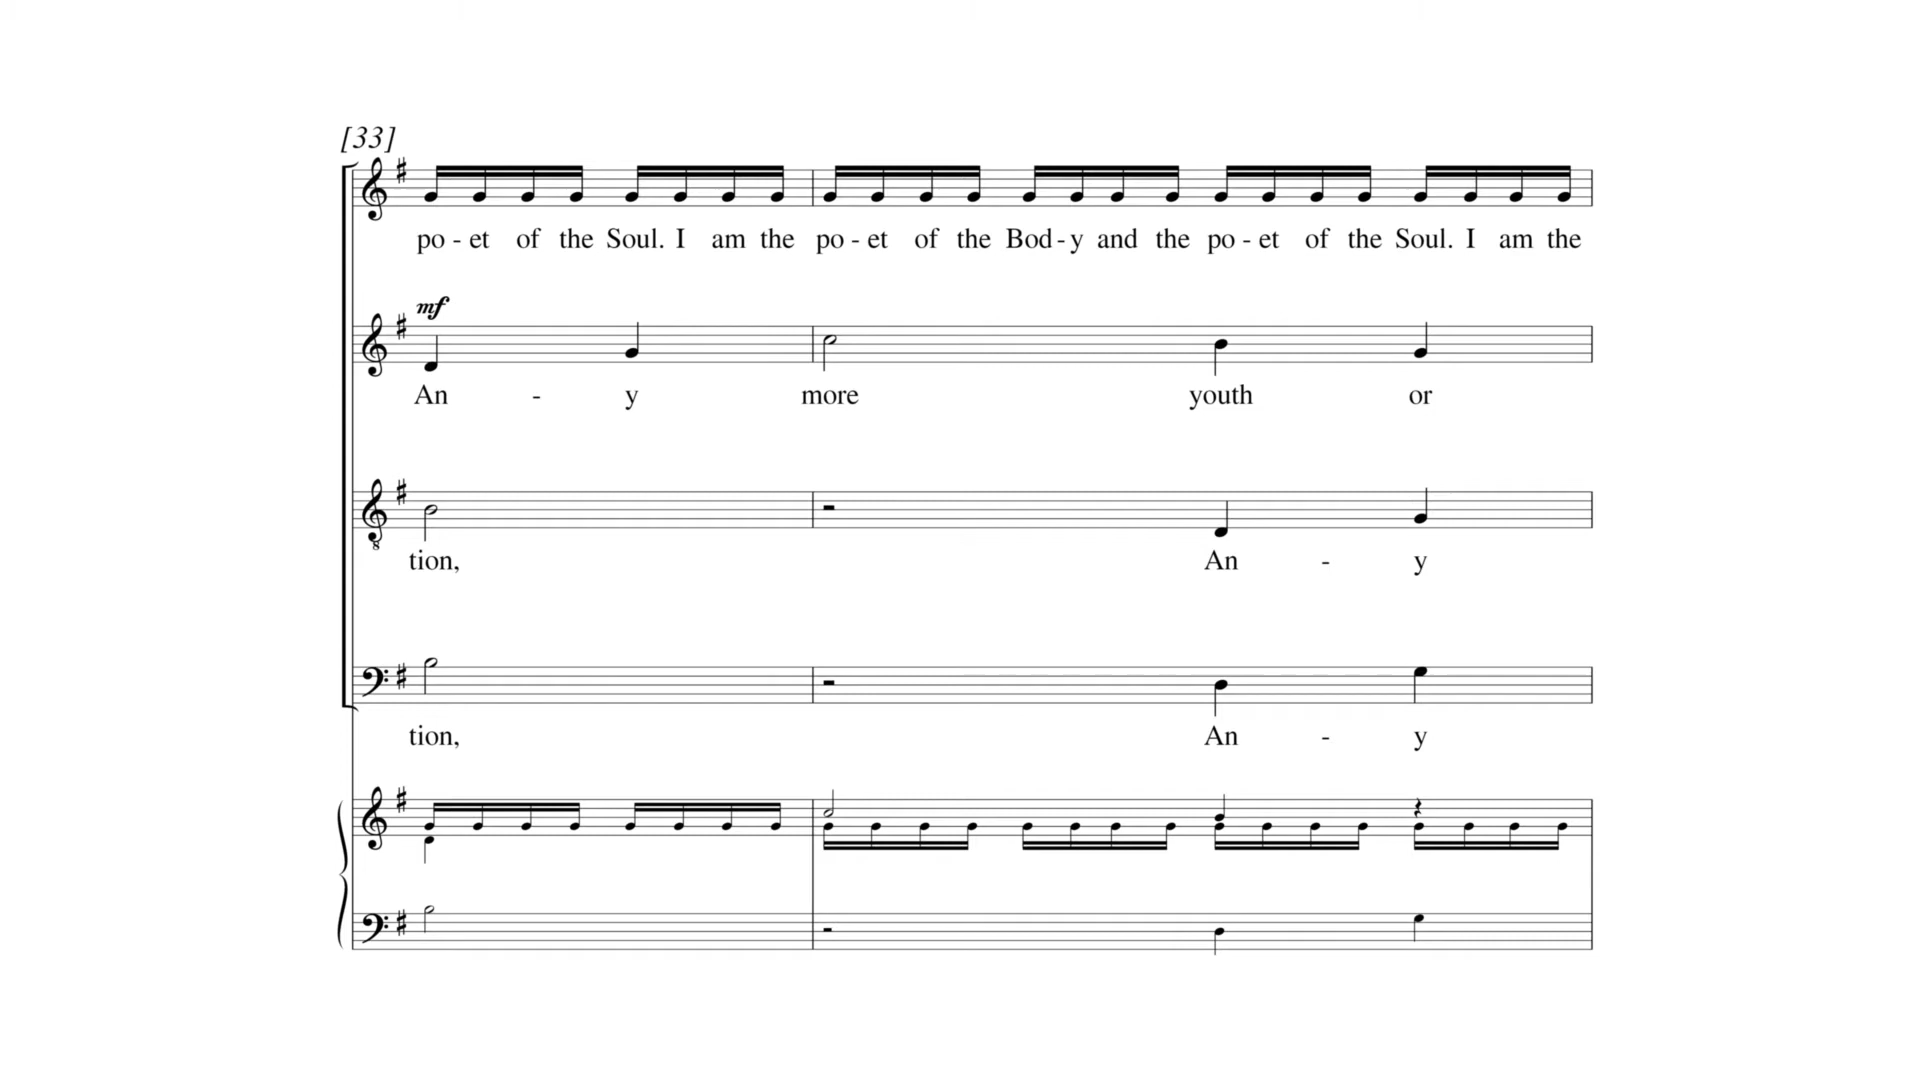 [33]
po - et of the Soul. I am the po - et of the Bod - y and the po - et of the Soul. I am the
mf
An - y more youth or
tion, An - y
tion, An - y